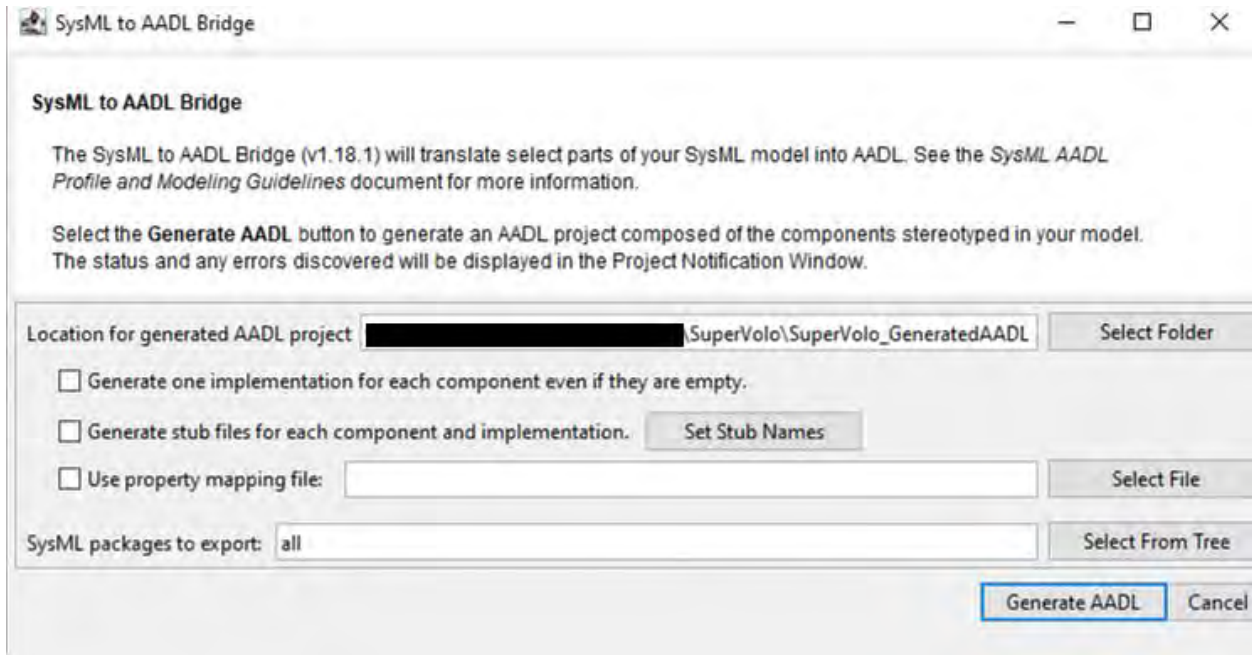 SysML to AADL Bridge
SysML to AADL Bridge
The SysML to AADL Bridge (v1.18.1) will translate select parts of your SysML model into AADL. See the SysML AADL
Profile and Modeling Guidelines document for more information.
Select the Generate AADL button to generate an AADL project composed of the components stereotyped in your model.
The status and any errors discovered will be displayed in the Project Notification Window.
Location for generated AADL project \SuperVolo\SuperVolo_GeneratedAADL Select Folder
Generate one implementation for each component even if they are empty.
Generate stub files for each component and implementation. Set Stub Names
Use property mapping file: Select File
SysML packages to export: all Select From Tree
Generate AADL Cancel